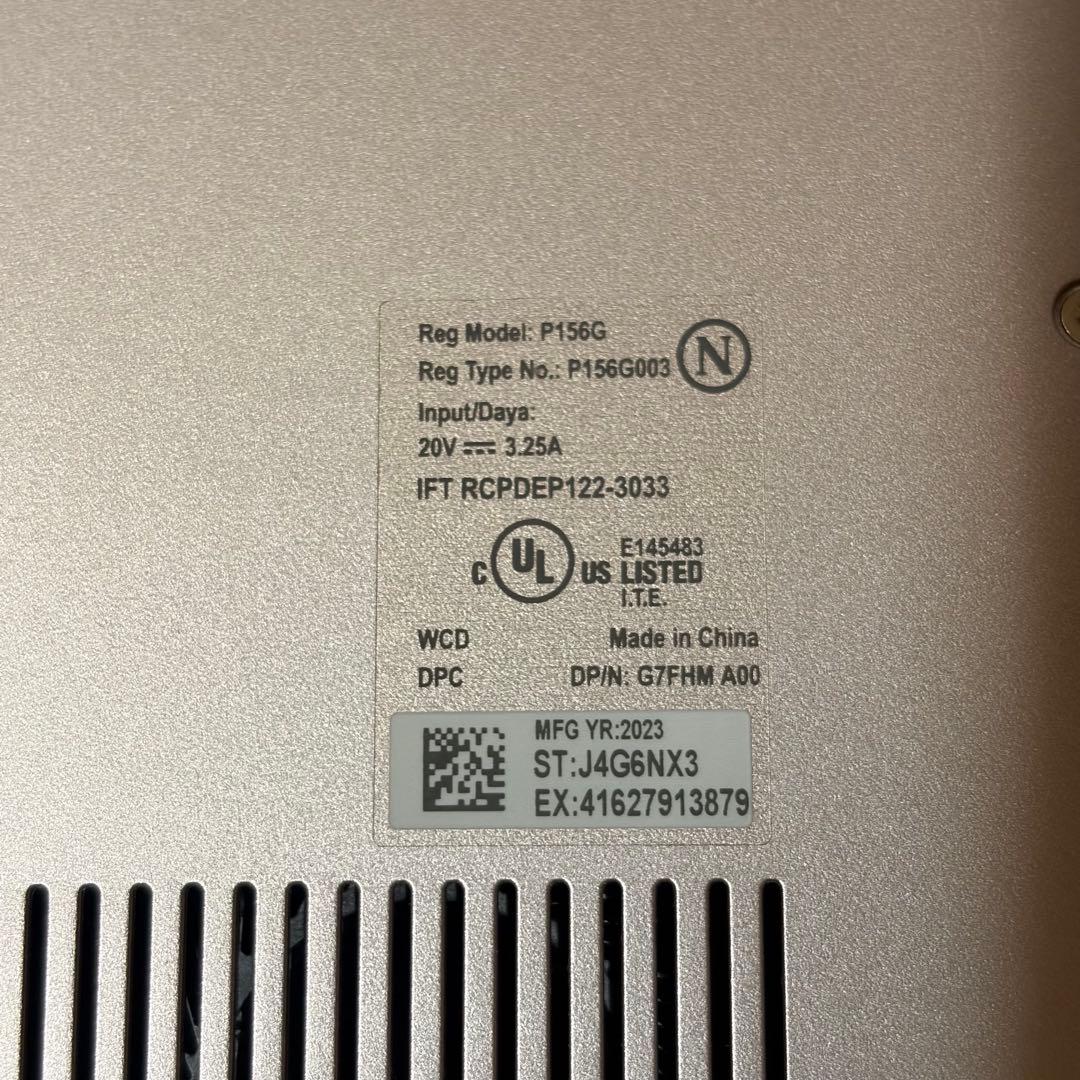 Reg Model: P156G
Reg Type No.: P156G003
N
Input/Daya:
20V ⎓ 3.25A
IFT RCPDEP122-3033
C UL US LISTED
E145483
I.T.E.
WCD
Made in China
DPC
DP/N: G7FHM A00
MFG YR:2023
ST:J4G6NX3
EX:41627913879